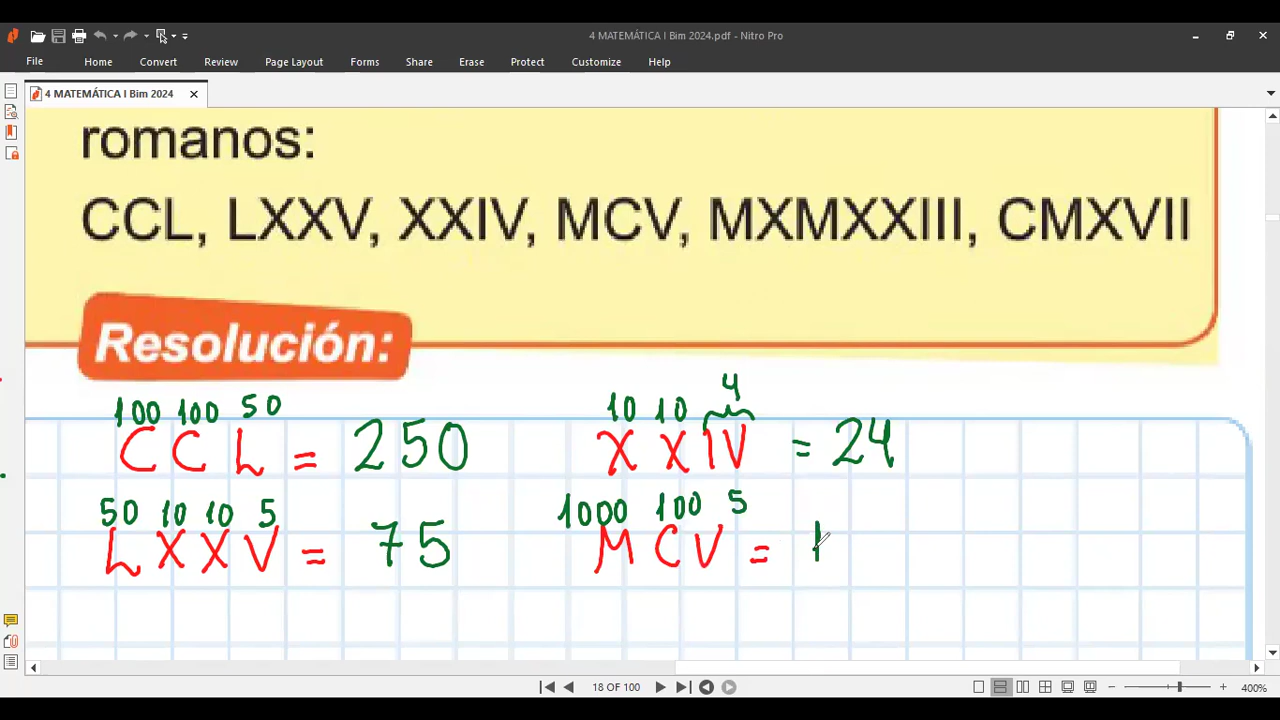 4 MATEMÁTICA I Bim 2024.pdf - Nitro Pro
File Home Convert Review Page Layout Forms Share Erase Protect Customize Help
4 MATEMÁTICA I Bim 2024
romanos:
CCL, LXXV, XXIV, MCV, MXMXXIII, CMXVII
Resolución:
100 100 50
CCL = 250
4
10 10
XXIV = 24
50 10 10 5
LXXV = 75
1000 100 5
MCV = 1
18 OF 100
400%